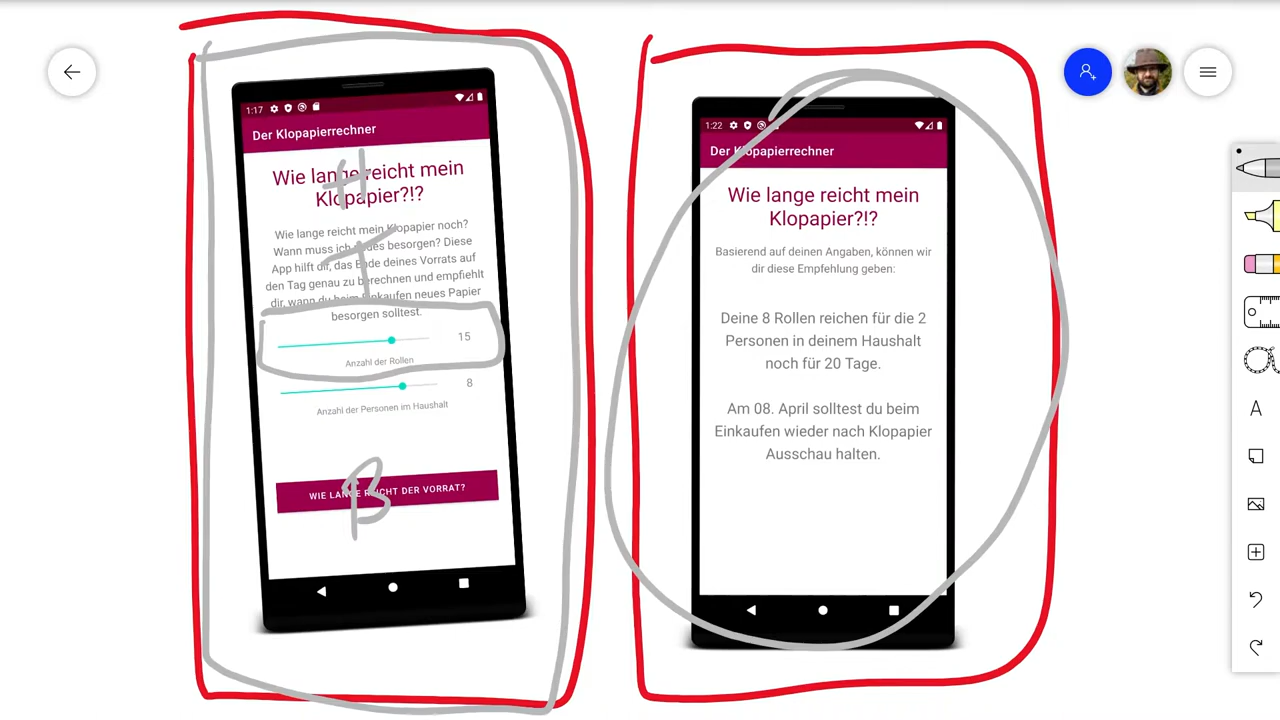 1:17
Der Klopapierrechner
Wie lange reicht mein
Klopapier?!?
Wie lange reicht mein Klopapier noch?
Wann muss ich neues besorgen? Diese
App hilft dir, das Ende deines Vorrats auf
den Tag genau zu berechnen und empfiehlt
dir, wann du beim Einkaufen neues Papier
besorgen solltest.
15
Anzahl der Rollen
8
Anzahl der Personen im Haushalt
WIE LANGE REICHT DER VORRAT?
H
T
B
1:22
Der Klopapierrechner
Wie lange reicht mein
Klopapier?!?
Basierend auf deinen Angaben, können wir
dir diese Empfehlung geben:
Deine 8 Rollen reichen für die 2
Personen in deinem Haushalt
noch für 20 Tage.
Am 08. April solltest du beim
Einkaufen wieder nach Klopapier
Ausschau halten.
A